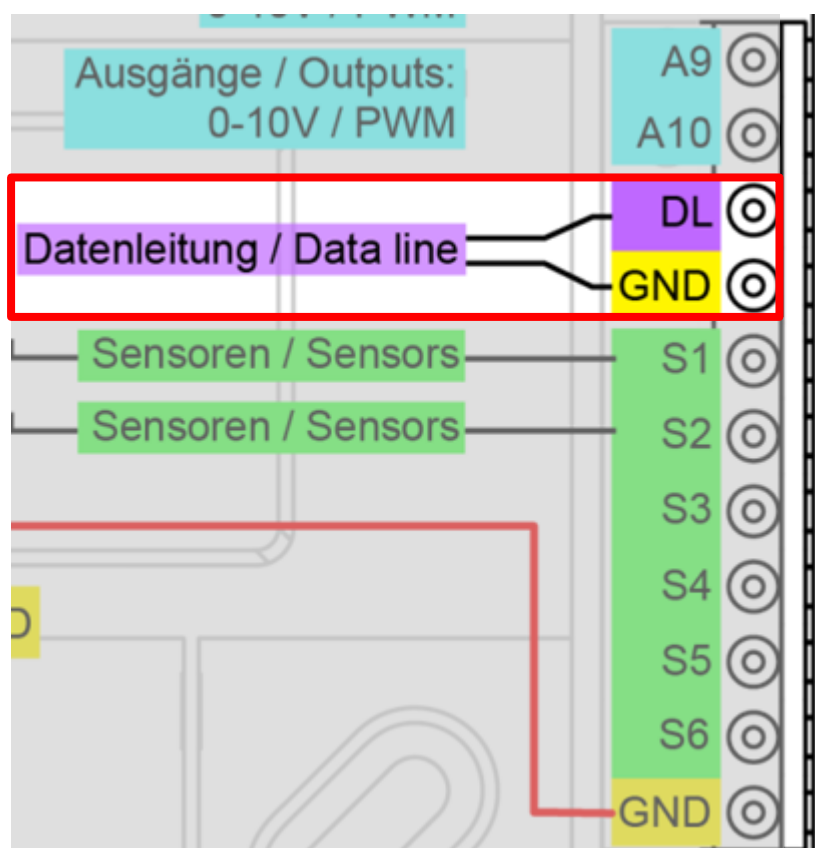 Ausgänge / Outputs:
0-10V / PWM
A9
A10
Datenleitung / Data line
DL
GND
Sensoren / Sensors
S1
Sensoren / Sensors
S2
S3
S4
S5
S6
GND